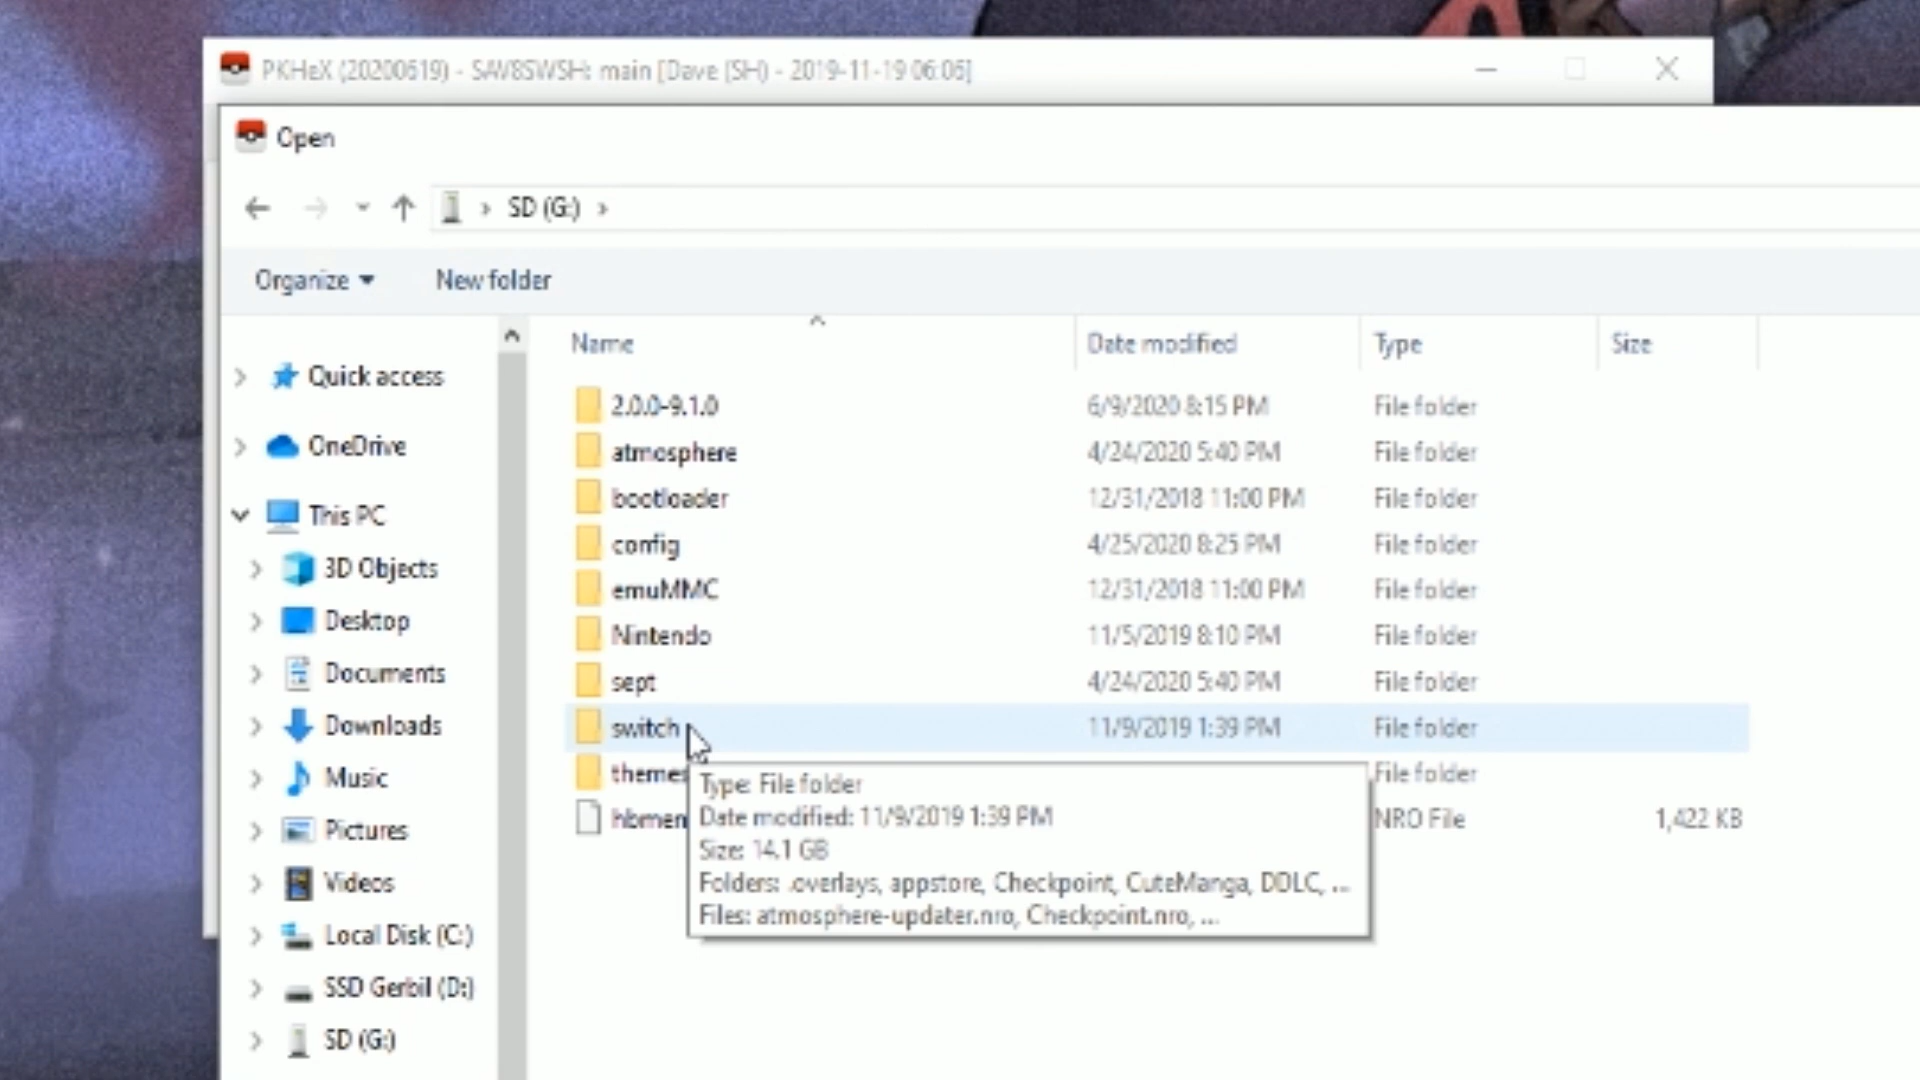 PKHeX (20200619) - SAV8SWSH: main [Dave (SH) - 2019-11-19 06:06]
Open
SD (G:)
Organize
New folder
Name Date modified Type Size
Quick access
OneDrive
This PC
3D Objects
Desktop
Documents
Downloads
Music
Pictures
Videos
Local Disk (C:)
SSD Gerbil (D:)
SD (G:)
2.0.0-9.1.0 6/9/2020 8:15 PM File folder
atmosphere 4/24/2020 5:40 PM File folder
bootloader 12/31/2018 11:00 PM File folder
config 4/25/2020 8:25 PM File folder
emuMMC 12/31/2018 11:00 PM File folder
Nintendo 11/5/2019 8:10 PM File folder
sept 4/24/2020 5:40 PM File folder
switch 11/9/2019 1:39 PM File folder
themes File folder
hbmen NRO File 1,422 KB
Type: File folder
Date modified: 11/9/2019 1:39 PM
Size: 14.1 GB
Folders: .overlays, appstore, Checkpoint, CuteManga, DDLC, ...
Files: atmosphere-updater.nro, Checkpoint.nro, ...